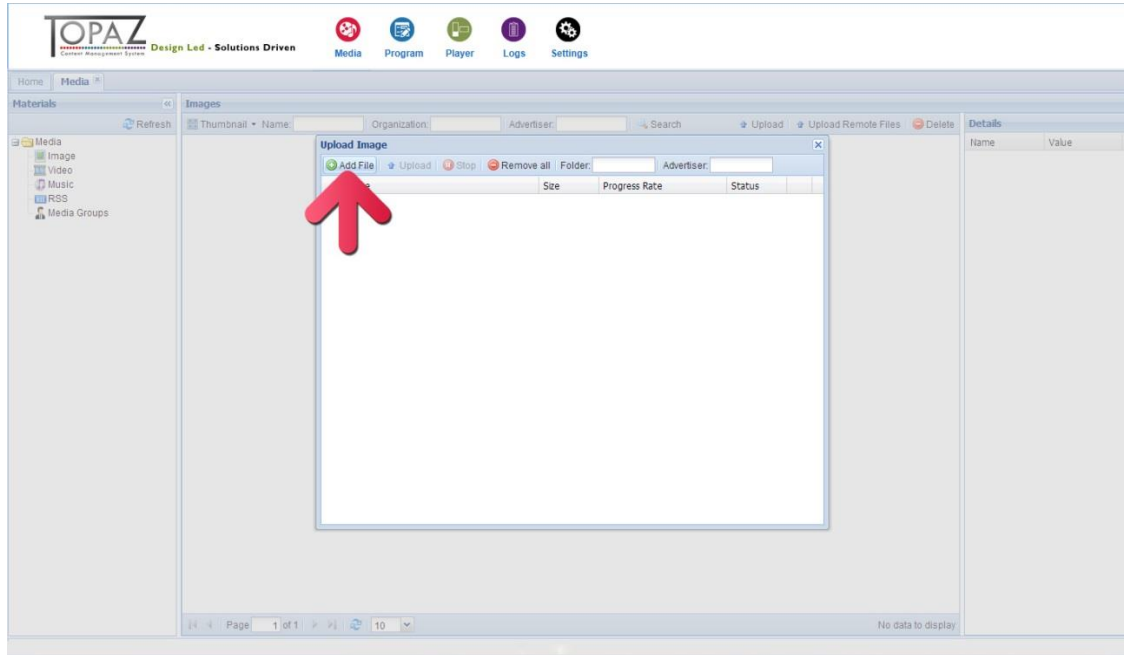 TOPAZ
Content Management System
Design Led - Solutions Driven
Media
Program
Player
Logs
Settings
Home
Media
Materials
Images
Refresh
Thumbnail Name: Organization: Advertiser: Search Upload Upload Remote Files Delete
Details
Name Value
Media
Image
Video
Music
RSS
Media Groups
Upload Image
Add File Upload Stop Remove all Folder: Advertiser:
Size Progress Rate Status
Page 1 of 1 10 No data to display